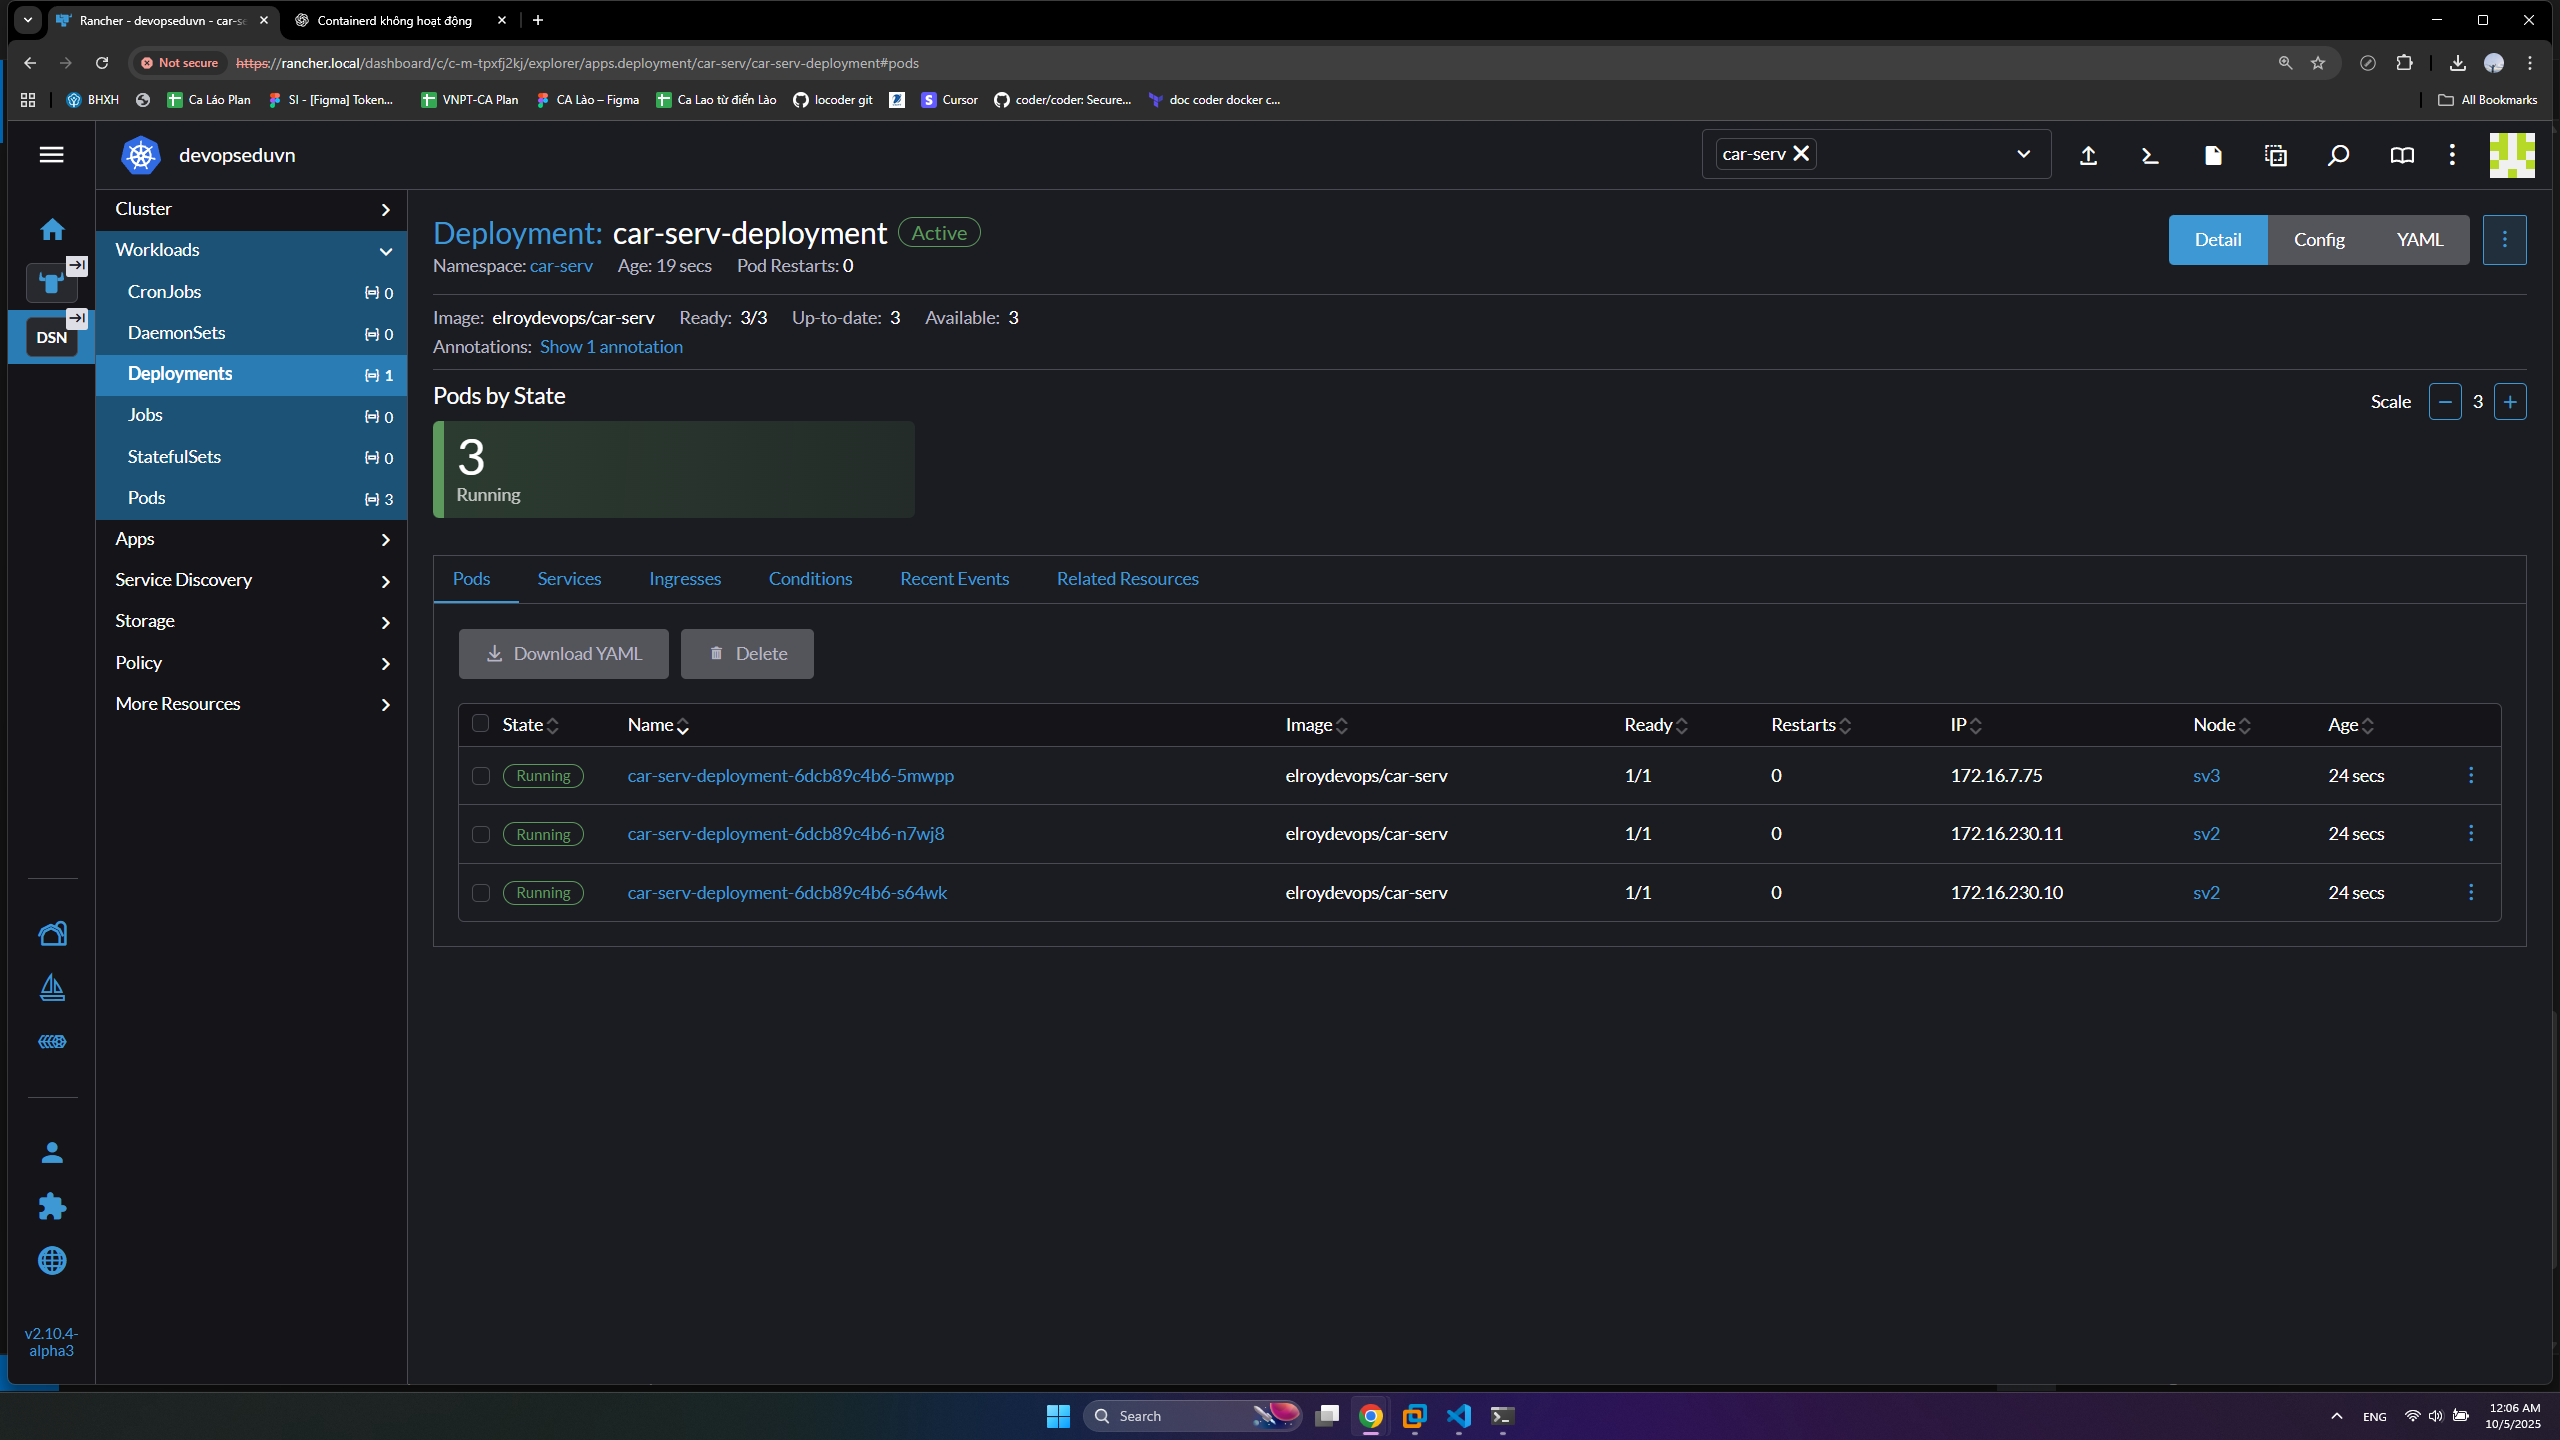 Rancher - devopseduvn - car-se
Containerd không hoạt động
Not secure
https://rancher.local/dashboard/c/c-m-tpxfj2kj/explorer/apps.deployment/car-serv/car-serv-deployment#pods
BHXH
Ca Láo Plan
SI - [Figma] Token...
VNPT-CA Plan
CA Lào – Figma
Ca Lao từ điển Lào
locoder git
Cursor
coder/coder: Secure...
doc coder docker c...
All Bookmarks
devopseduvn
car-serv
Cluster
Workloads
CronJobs 0
DaemonSets 0
Deployments 1
Jobs 0
StatefulSets 0
Pods 3
Apps
Service Discovery
Storage
Policy
More Resources
DSN
v2.10.4-
alpha3
Deployment: car-serv-deployment Active
Namespace: car-serv Age: 19 secs Pod Restarts: 0
Detail Config YAML
Image: elroydevops/car-serv Ready: 3/3 Up-to-date: 3 Available: 3
Annotations: Show 1 annotation
Pods by State
Scale 3
3
Running
Pods Services Ingresses Conditions Recent Events Related Resources
Download YAML Delete
State Name Image Ready Restarts IP Node Age
Running car-serv-deployment-6dcb89c4b6-5mwpp elroydevops/car-serv 1/1 0 172.16.7.75 sv3 24 secs
Running car-serv-deployment-6dcb89c4b6-n7wj8 elroydevops/car-serv 1/1 0 172.16.230.11 sv2 24 secs
Running car-serv-deployment-6dcb89c4b6-s64wk elroydevops/car-serv 1/1 0 172.16.230.10 sv2 24 secs
Search
ENG
12:06 AM
10/5/2025